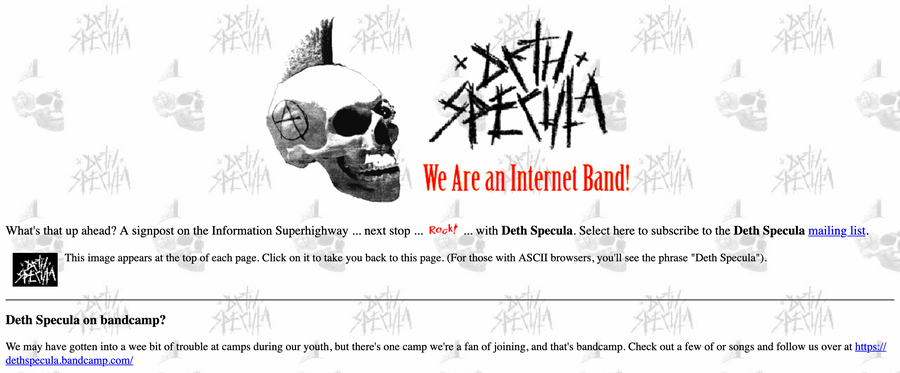 DETH
SPECULA
We Are an Internet Band!
What's that up ahead? A signpost on the Information Superhighway ... next stop ... Rock! ... with Deth Specula. Select here to subscribe to the Deth Specula mailing list.
DETH
SPECULA
This image appears at the top of each page. Click on it to take you back to this page. (For those with ASCII browsers, you'll see the phrase "Deth Specula").
Deth Specula on bandcamp?
We may have gotten into a wee bit of trouble at camps during our youth, but there's one camp we're a fan of joining, and that's bandcamp. Check out a few of or songs and follow us over at https://
dethspecula.bandcamp.com/